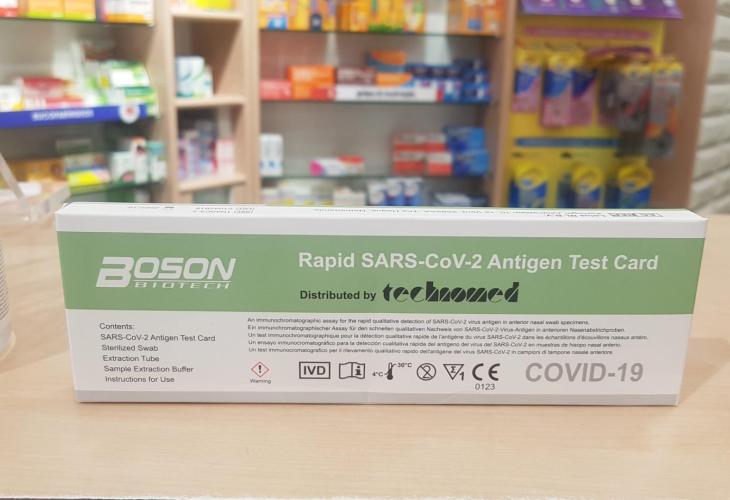 BOSON
BIOTECH
Rapid SARS-CoV-2 Antigen Test Card
Distributed by technomed
Contents:
SARS-CoV-2 Antigen Test Card
Sterilized Swab
Extraction Tube
Sample Extraction Buffer
Instructions for Use
An immunochromatographic assay for the rapid qualitative detection of SARS-CoV-2 virus antigen in anterior nasal swab specimens.
Ein immunchromatographischer Assay für den schnellen qualitativen Nachweis von SARS-CoV-2-Virus-Antigen in anterioren Nasenabstrichproben.
Un test immunochromatographique pour la détection qualitative rapide de l'antigène du virus SARS-CoV-2 dans les échantillons d'écouvillons nasaux antéro.
Un ensayo inmunocromatográfico para la detección cualitativa rápida del antígeno del virus del SARS-CoV-2 en muestras de hisopo nasal anterio.
Un test immunocromatografico per il rilevamento qualitativo rapido dell'antigene del virus SARS-CoV-2 in campioni di tampone nasale anteriore.
Warning
IVD
4°C
30°C
2
1
CE
0123
COVID-19